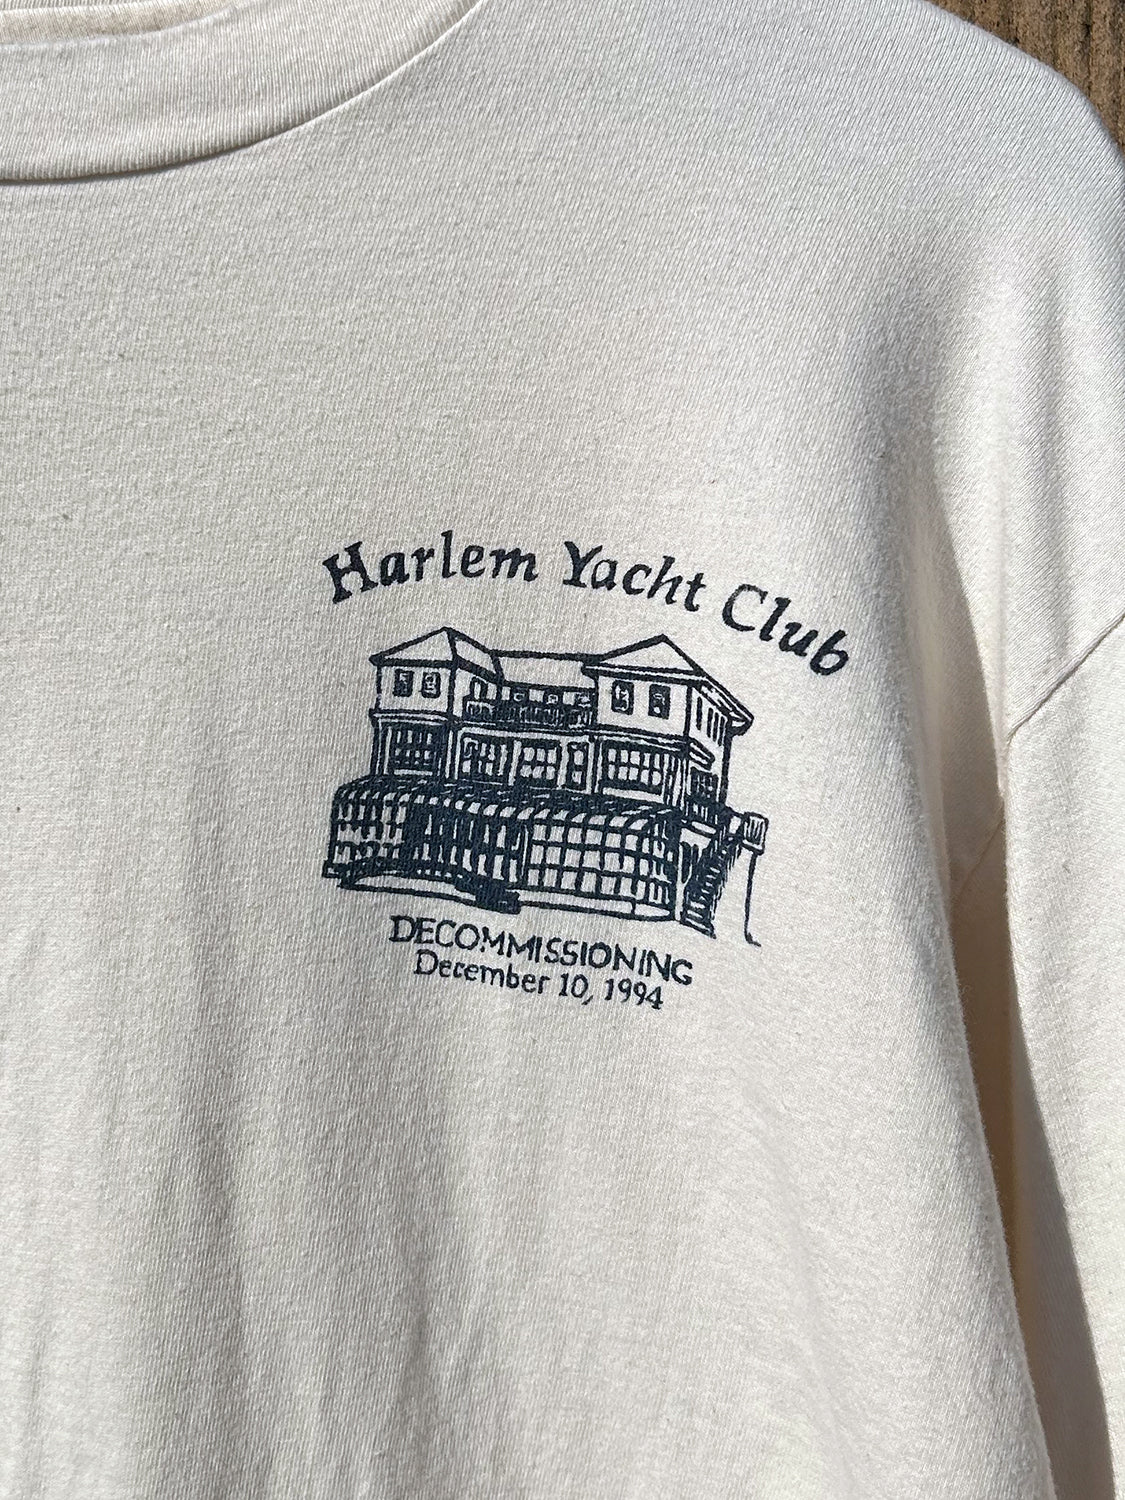 Harlem Yacht Club
DECOMMISSIONING
December 10, 1994